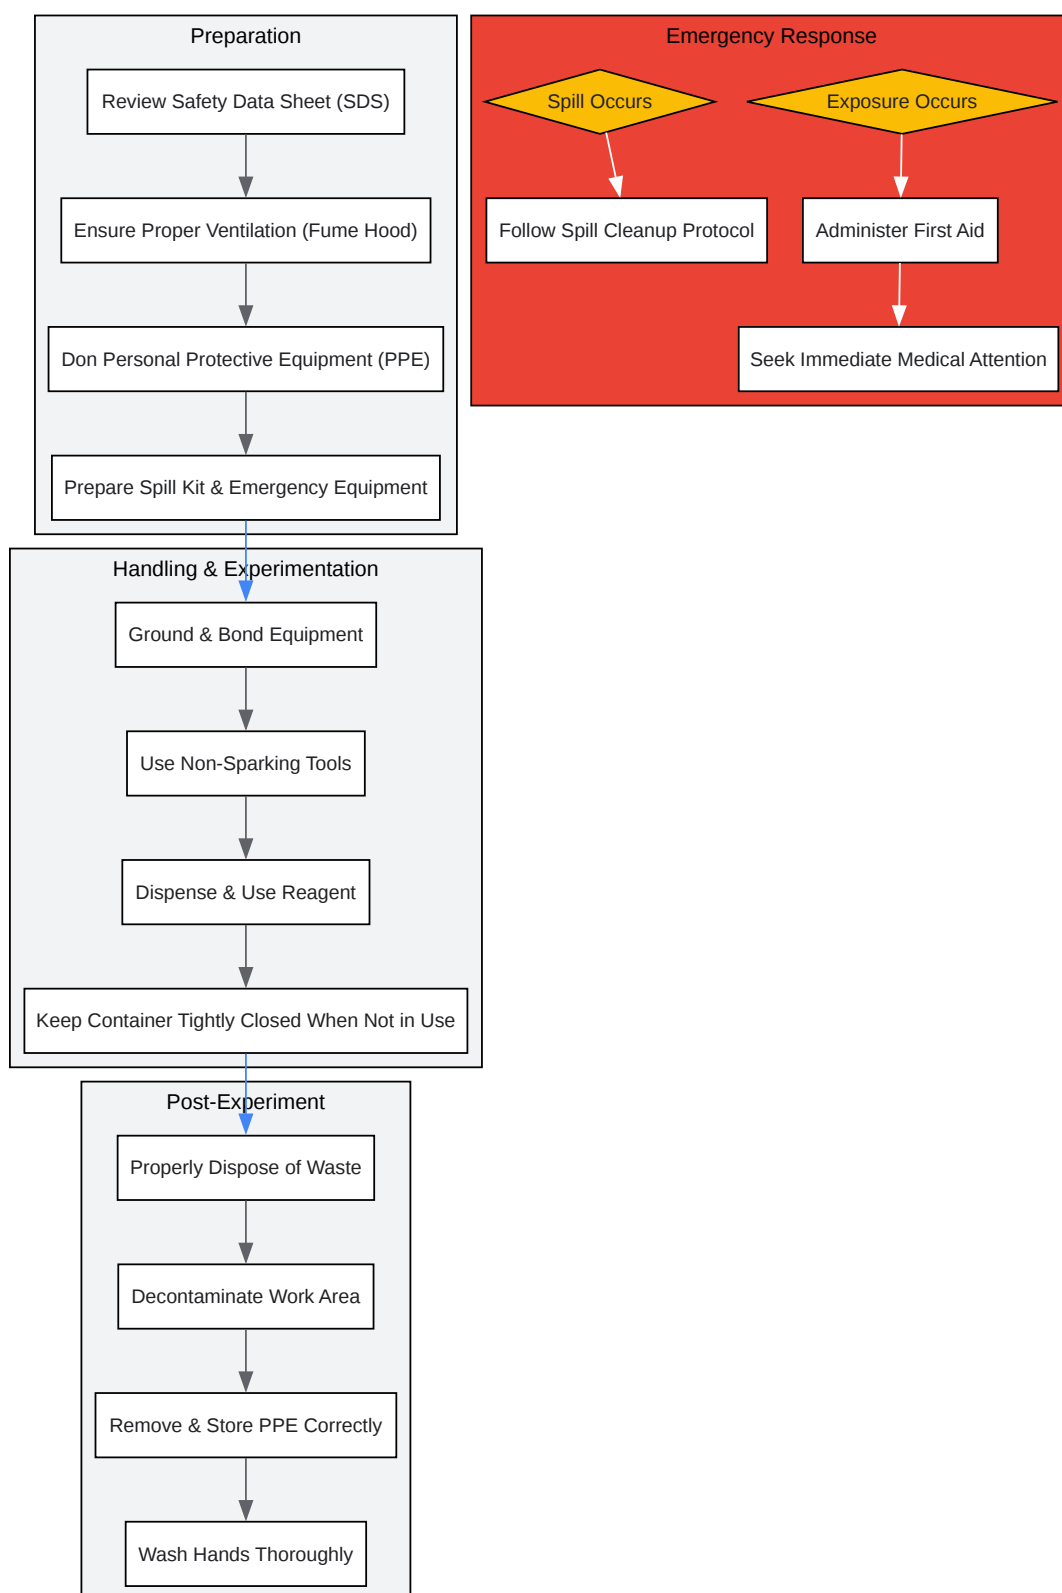 Preparation
Review Safety Data Sheet (SDS)
Ensure Proper Ventilation (Fume Hood)
Don Personal Protective Equipment (PPE)
Prepare Spill Kit & Emergency Equipment
Handling & Experimentation
Ground & Bond Equipment
Use Non-Sparking Tools
Dispense & Use Reagent
Keep Container Tightly Closed When Not in Use
Post-Experiment
Properly Dispose of Waste
Decontaminate Work Area
Remove & Store PPE Correctly
Wash Hands Thoroughly
Emergency Response
Spill Occurs
Follow Spill Cleanup Protocol
Exposure Occurs
Administer First Aid
Seek Immediate Medical Attention